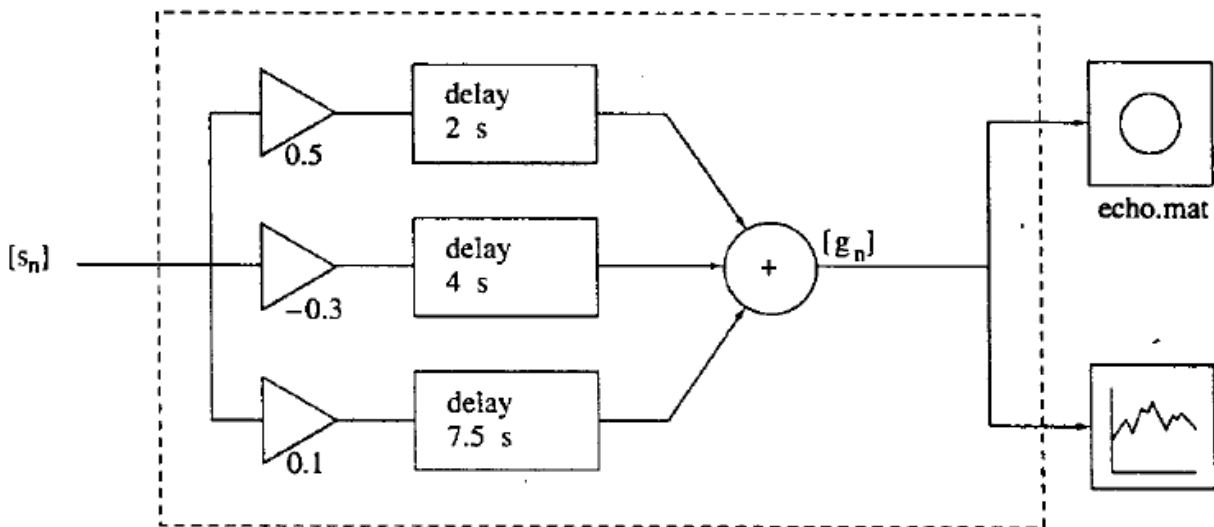 delay
2 s
0.5
echo.mat
[sₙ]
delay
4 s
-0.3
+
[gₙ]
delay
7.5 s
0.1